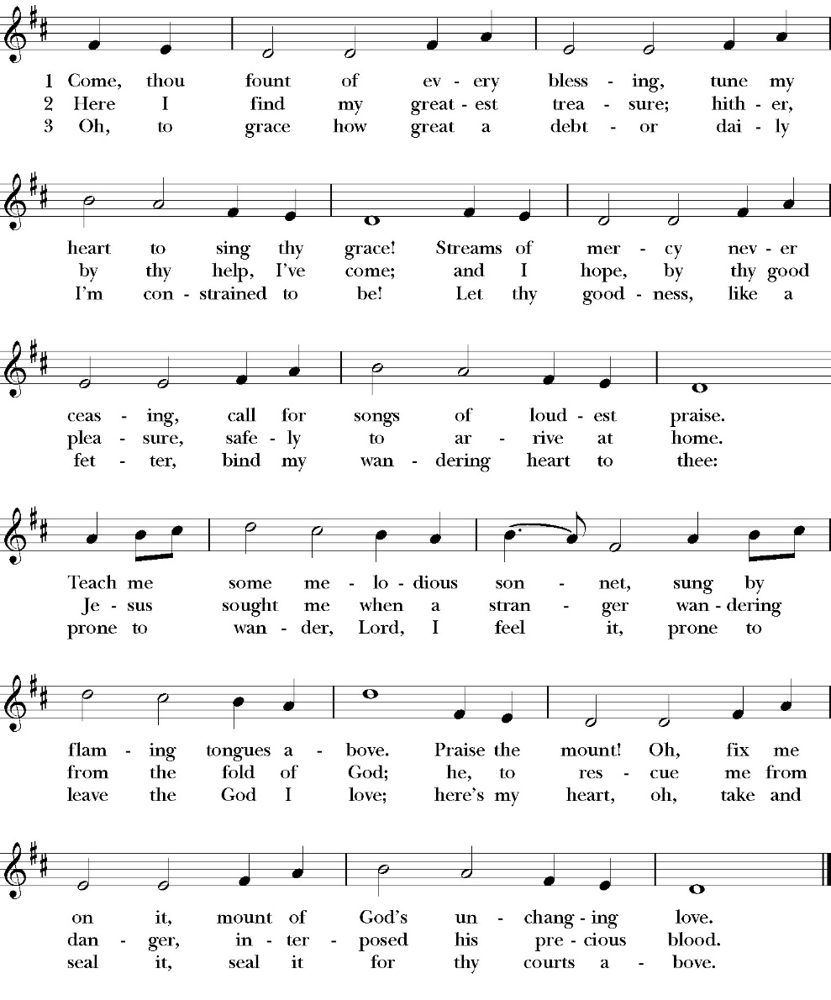 1 Come, thou fount of ev - ery bless - ing, tune my
2 Here I find my great - est trea - sure; hith - er,
3 Oh, to grace how great a debt - or dai - ly
heart to sing thy grace! Streams of mer - cy nev - er
by thy help, I've come; and I hope, by thy good
I'm con - strained to be! Let thy good - ness, like a
ceas - ing, call for songs of loud - est praise.
plea - sure, safe - ly to ar - rive at home.
fet - ter, bind my wan - dering heart to thee:
Teach me some me - lo - dious son - net, sung by
Je - sus sought me when a stran - ger wan - dering
prone to wan - der, Lord, I feel it, prone to
flam - ing tongues a - bove. Praise the mount! Oh, fix me
from the fold of God; he, to res - cue me from
leave the God I love; here's my heart, oh, take and
on it, mount of God's un - chang - ing love.
dan - ger, in - ter - posed his pre - cious blood.
seal it, seal it for thy courts a - bove.